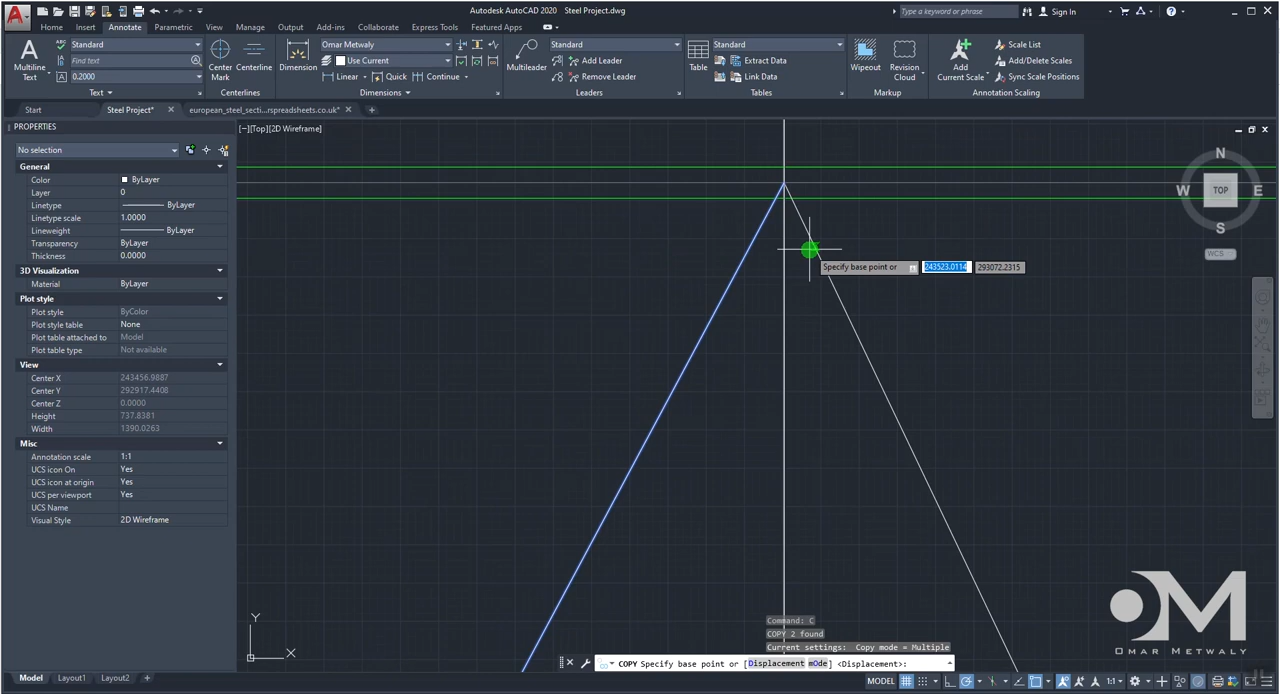 Autodesk AutoCAD 2020 Steel Project.dwg
Type a keyword or phrase
Sign In
Home Insert Annotate Parametric View Manage Output Add-ins Collaborate Express Tools Featured Apps
Multiline
Text
Standard
Find text
0.2000
Text
Center
Mark
Centerline
Centerlines
Dimension
Omar Metwaly
Use Current
Linear Quick Continue
Dimensions
Multileader
Standard
Add Leader
Remove Leader
Leaders
Table
Standard
Extract Data
Link Data
Tables
Wipeout
Revision
Cloud
Markup
Add
Current Scale
Scale List
Add/Delete Scales
Sync Scale Positions
Annotation Scaling
Start Steel Project* european_steel_secti...rspreadsheets.co.uk*
PROPERTIES
No selection
General
Color ByLayer
Layer 0
Linetype ByLayer
Linetype scale 1.0000
Lineweight ByLayer
Transparency ByLayer
Thickness 0.0000
3D Visualization
Material ByLayer
Plot style
Plot style ByColor
Plot style table None
Plot table attached to Model
Plot table type Not available
View
Center X 243456.9887
Center Y 292917.4408
Center Z 0.0000
Height 737.8381
Width 1390.0263
Misc
Annotation scale 1:1
UCS icon On Yes
UCS icon at origin Yes
UCS per viewport Yes
UCS Name
Visual Style 2D Wireframe
[−][Top][2D Wireframe]
N
W TOP E
S
WCS
Specify base point or 243523.0114 293072.2315
Y
X
Command: C
COPY 2 found
Current settings: Copy mode = Multiple
COPY Specify base point or [Displacement mOde] <Displacement>:
OM
OMAR METWALY
Model Layout1 Layout2 +
MODEL 1:1